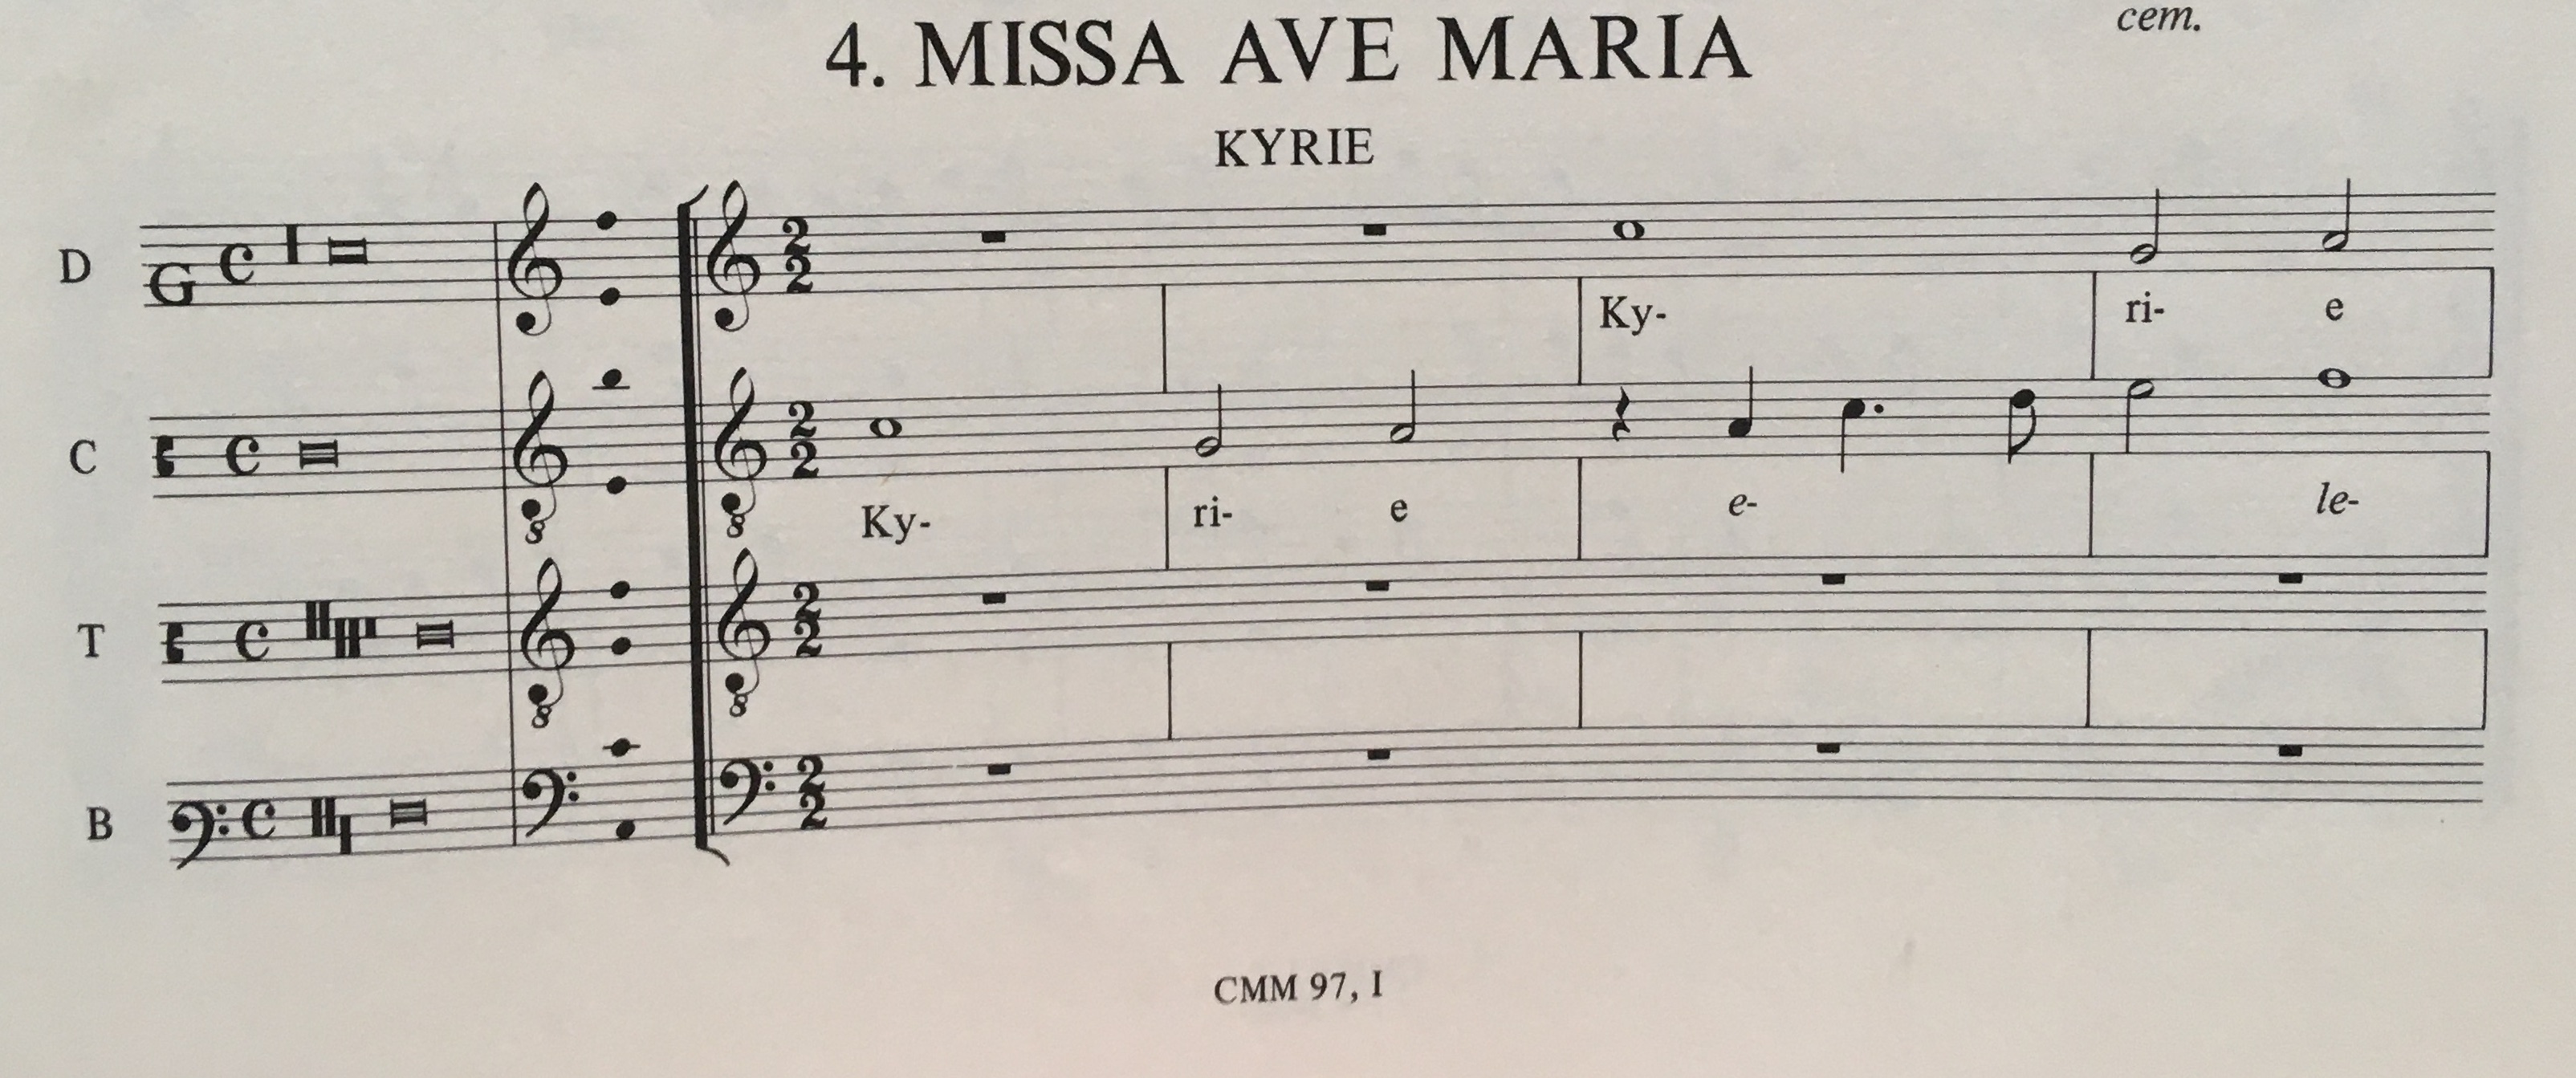 cem.
4. MISSA AVE MARIA
KYRIE
D
Ky- ri- e
C
Ky- ri- e e- le-
T
B
CMM 97, I